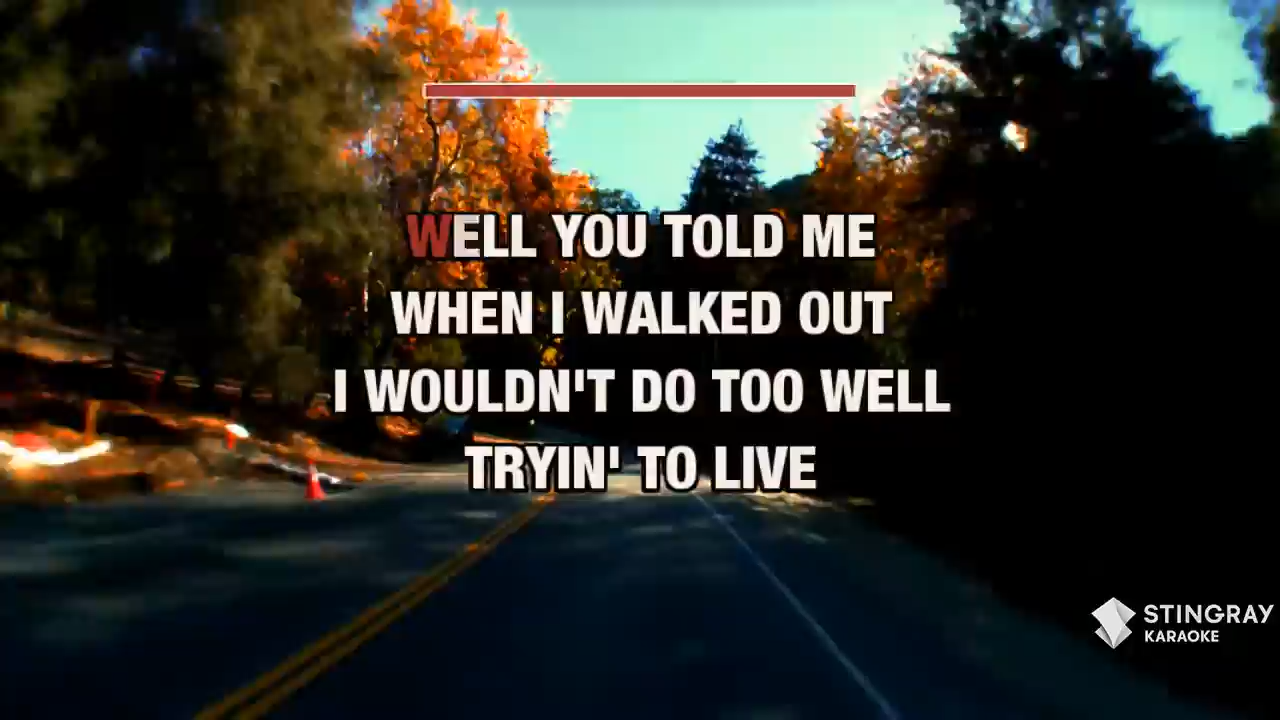 WELL YOU TOLD ME
WHEN I WALKED OUT
I WOULDN'T DO TOO WELL
TRYIN' TO LIVE
STINGRAY
KARAOKE